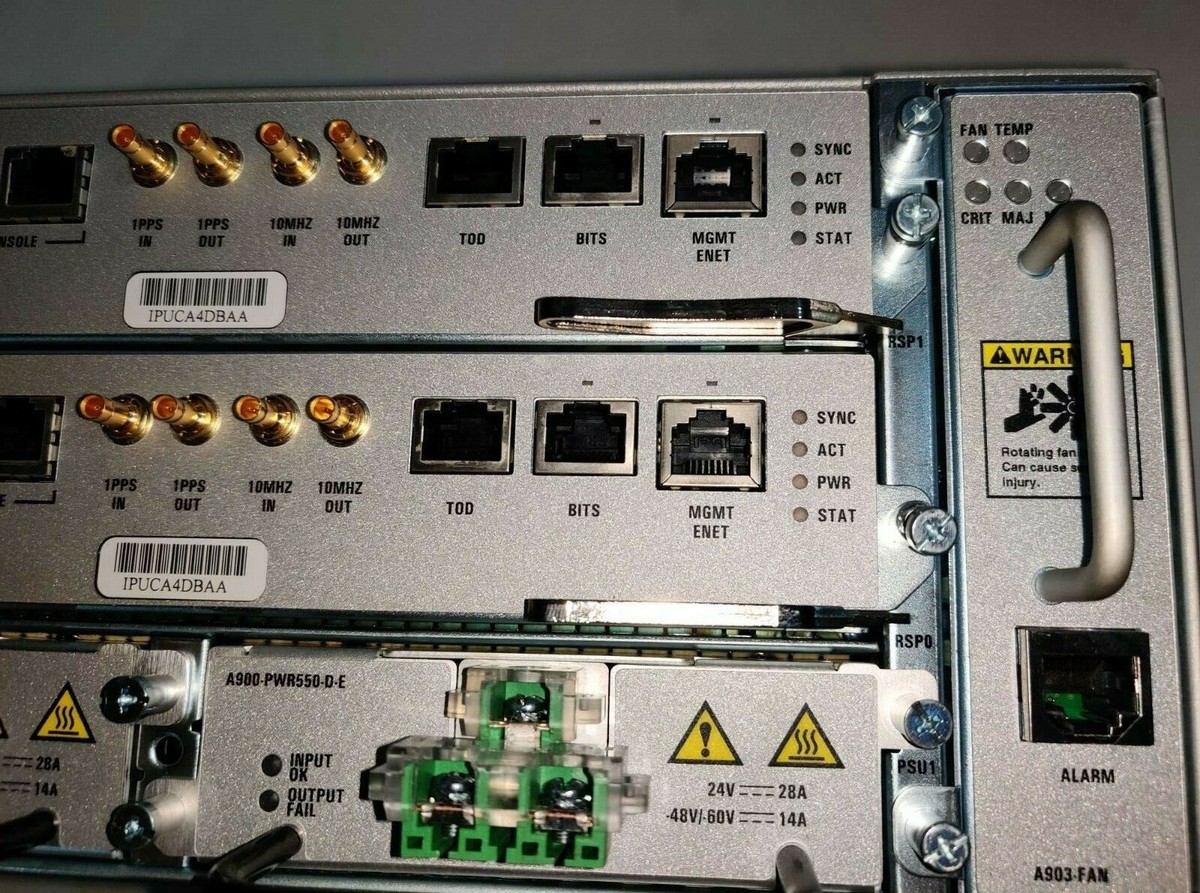 FAN TEMP
CRIT MAJ
SYNC
ACT
PWR
STAT
1PPS IN
1PPS OUT
10MHZ IN
10MHZ OUT
TOD
BITS
MGMT ENET
IPUCA4DBAA
RSP1
WARN
Rotating fan
Can cause
injury.
SYNC
ACT
PWR
STAT
1PPS IN
1PPS OUT
10MHZ IN
10MHZ OUT
TOD
BITS
MGMT ENET
IPUCA4DBAA
RSP0
A900-PWR550-D-E
INPUT OK
OUTPUT FAIL
28A
14A
24V 28A
-48V/-60V 14A
PSU1
ALARM
A903-FAN